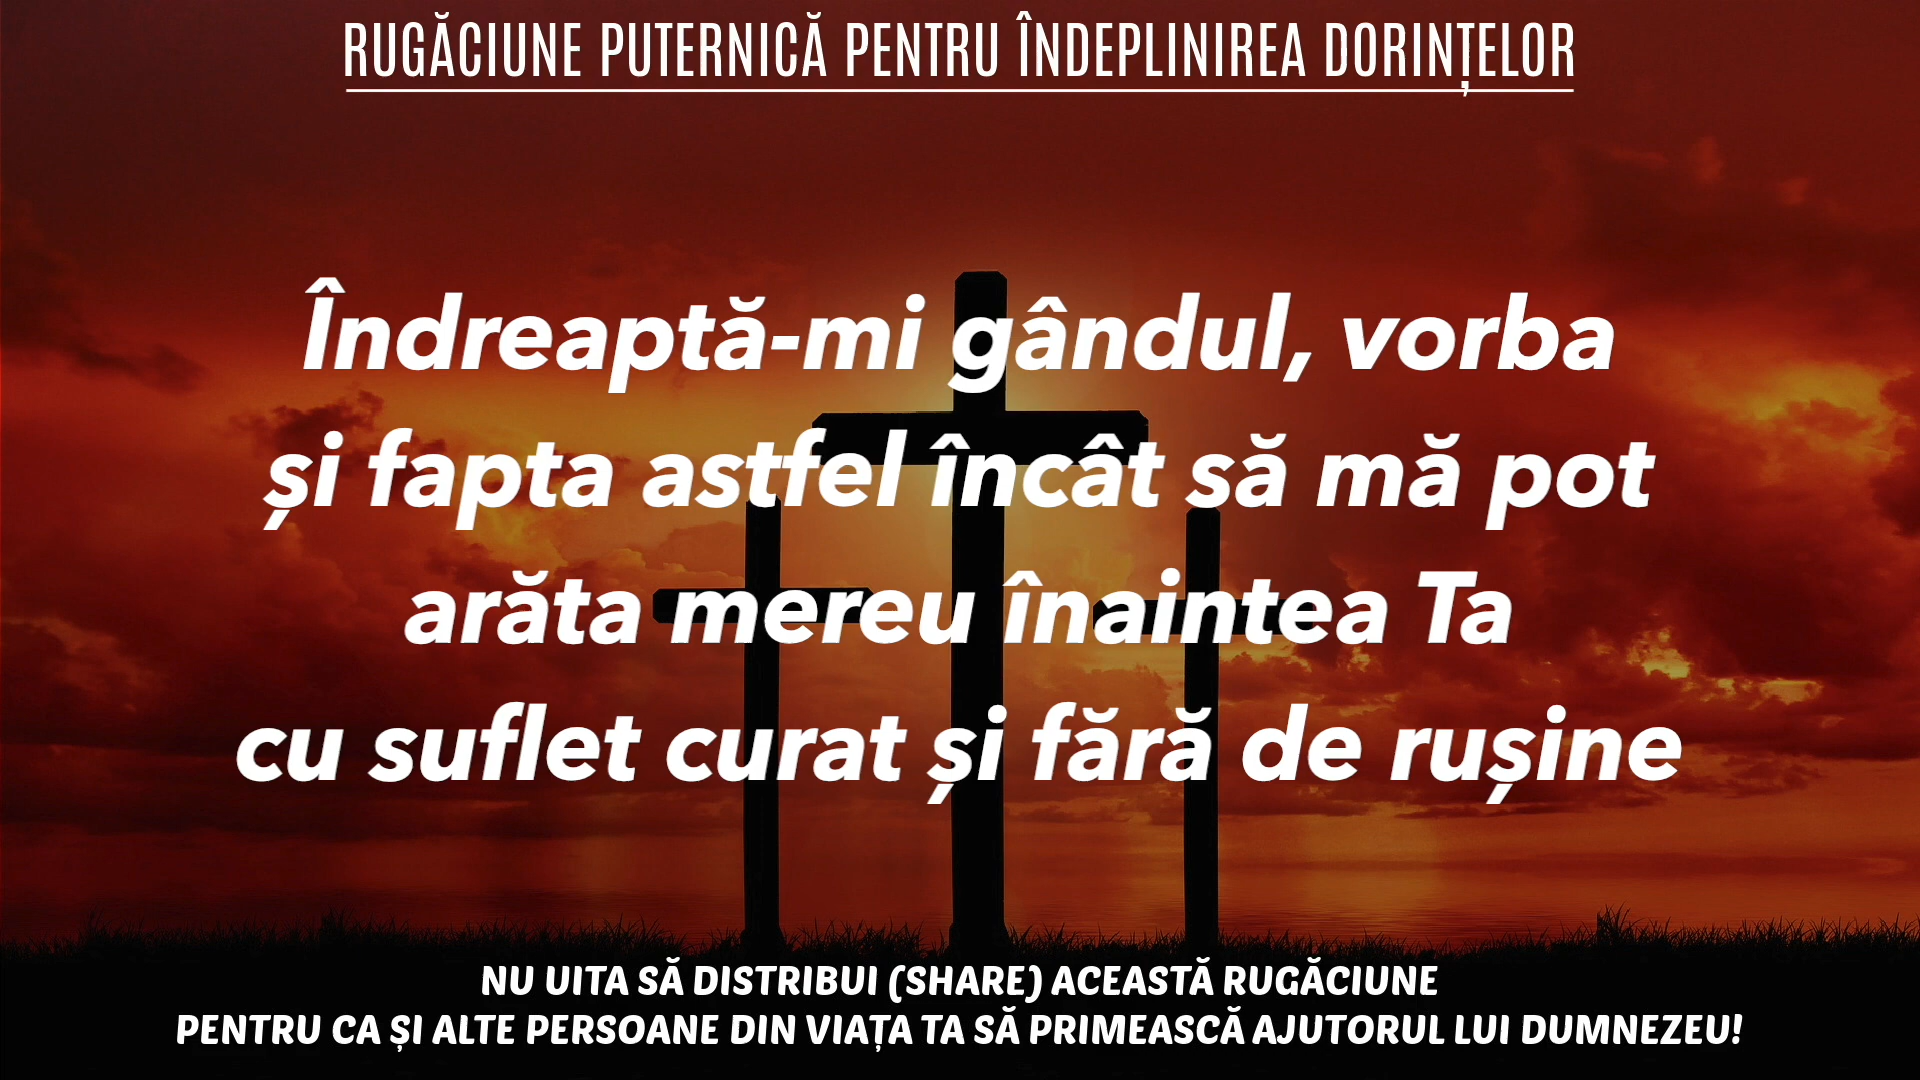 RUGĂCIUNE PUTERNICĂ PENTRU ÎNDEPLINIREA DORINȚELOR
Îndreaptă-mi gândul, vorba
și fapta astfel încât să mă pot
arăta mereu înaintea Ta
cu suflet curat și fără de rușine
NU UITA SĂ DISTRIBUI (SHARE) ACEASTĂ RUGĂCIUNE
PENTRU CA ȘI ALTE PERSOANE DIN VIAȚA TA SĂ PRIMEASCĂ AJUTORUL LUI DUMNEZEU!